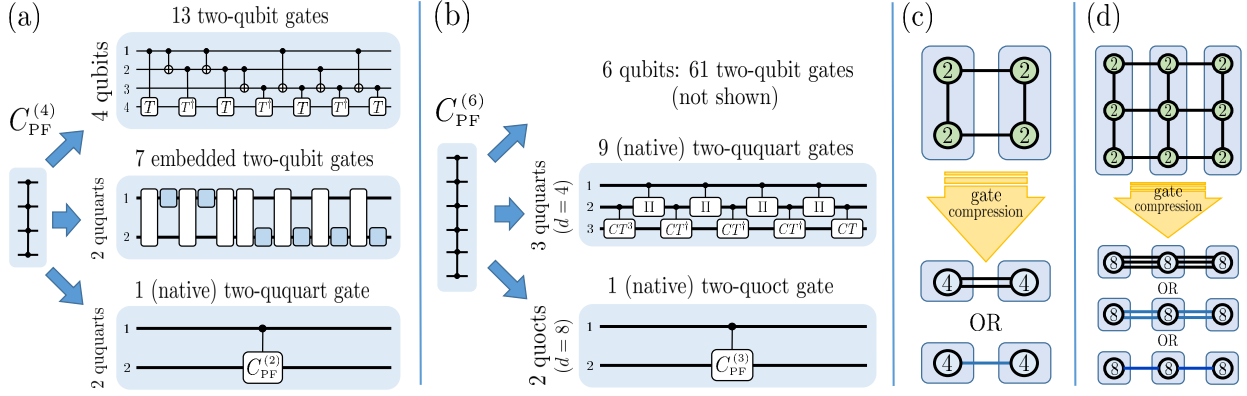 (a)
13 two-qubit gates
4 qubits
1
2
3
4
T T† T T† T T† T
C_PF^(4)
7 embedded two-qubit gates
2 ququarts
1
2
1 (native) two-ququart gate
2 ququarts
1
2
C_PF^(2)
(b)
6 qubits: 61 two-qubit gates
(not shown)
C_PF^(6)
9 (native) two-ququart gates
3 ququarts
(d = 4)
1
2
3
II II II II
CT³ CT† CT† CT† CT
1 (native) two-quoct gate
2 quocts
(d = 8)
1
2
C_PF^(3)
(c)
2 2
2 2
gate
compression
4 4
OR
4 4
(d)
2 2 2
2 2 2
2 2 2
gate
compression
8 8 8
OR
8 8 8
OR
8 8 8